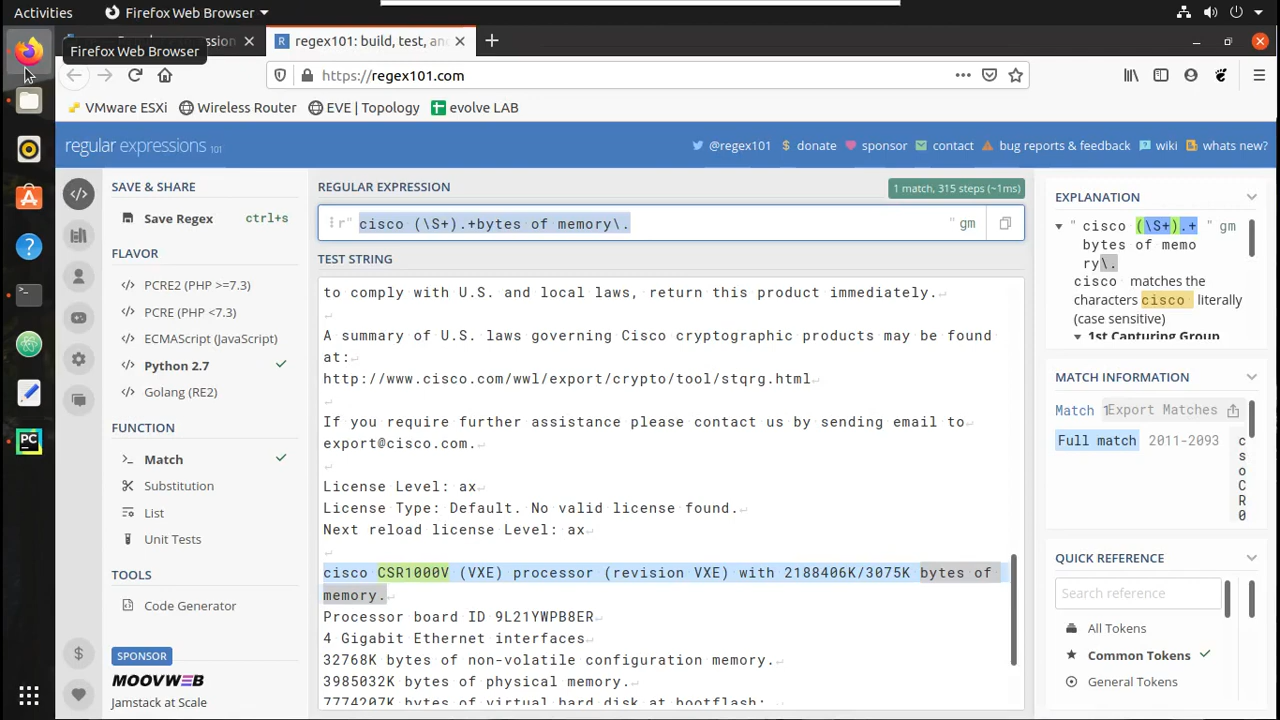 Activities
Firefox Web Browser
Firefox Web Browser
regex101: build, test, an
https://regex101.com
VMware ESXi
Wireless Router
EVE | Topology
evolve LAB
regular expressions 101
@regex101
donate
sponsor
contact
bug reports & feedback
wiki
whats new?
SAVE & SHARE
Save Regex ctrl+s
FLAVOR
PCRE2 (PHP >=7.3)
PCRE (PHP <7.3)
ECMAScript (JavaScript)
Python 2.7
Golang (RE2)
FUNCTION
Match
Substitution
List
Unit Tests
TOOLS
Code Generator
SPONSOR
MOOVWEB
Jamstack at Scale
REGULAR EXPRESSION
1 match, 315 steps (~1ms)
r" cisco (\S+).+bytes of memory\. " gm
TEST STRING
to comply with U.S. and local laws, return this product immediately.
A summary of U.S. laws governing Cisco cryptographic products may be found
at:
http://www.cisco.com/wwl/export/crypto/tool/stqrg.html
If you require further assistance please contact us by sending email to
export@cisco.com.
License Level: ax
License Type: Default. No valid license found.
Next reload license Level: ax
cisco CSR1000V (VXE) processor (revision VXE) with 2188406K/3075K bytes of
memory.
Processor board ID 9L21YWPB8ER
4 Gigabit Ethernet interfaces
32768K bytes of non-volatile configuration memory.
3985032K bytes of physical memory.
7774207K bytes of virtual hard disk at bootflash:
EXPLANATION
" cisco (\S+).+ " gm
bytes of memo
ry\.
cisco matches the
characters cisco literally
(case sensitive)
1st Capturing Group
MATCH INFORMATION
Match 1
Export Matches
Full match 2011-2093
c
s
o
C
R
0
QUICK REFERENCE
Search reference
All Tokens
Common Tokens
General Tokens